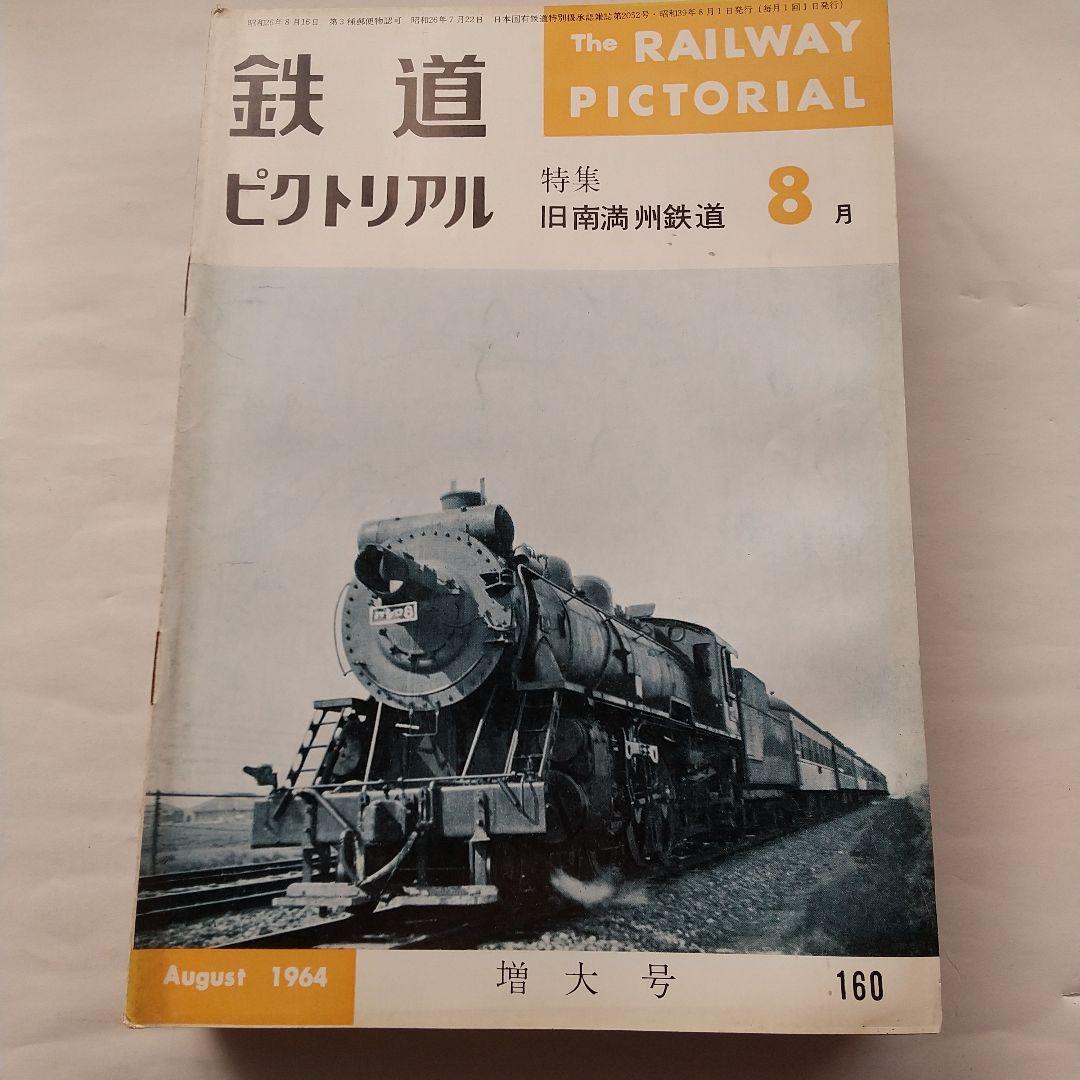 昭和26年8月16日 第3種郵便物認可 昭和26年7月22日 日本国有鉄道特別扱承認雑誌第2052号・昭和39年8月1日発行(毎月1回1日発行)
The RAILWAY
PICTORIAL
鉄道
ピクトリアル
特集
旧南満州鉄道
8月
August 1964
増大号
160